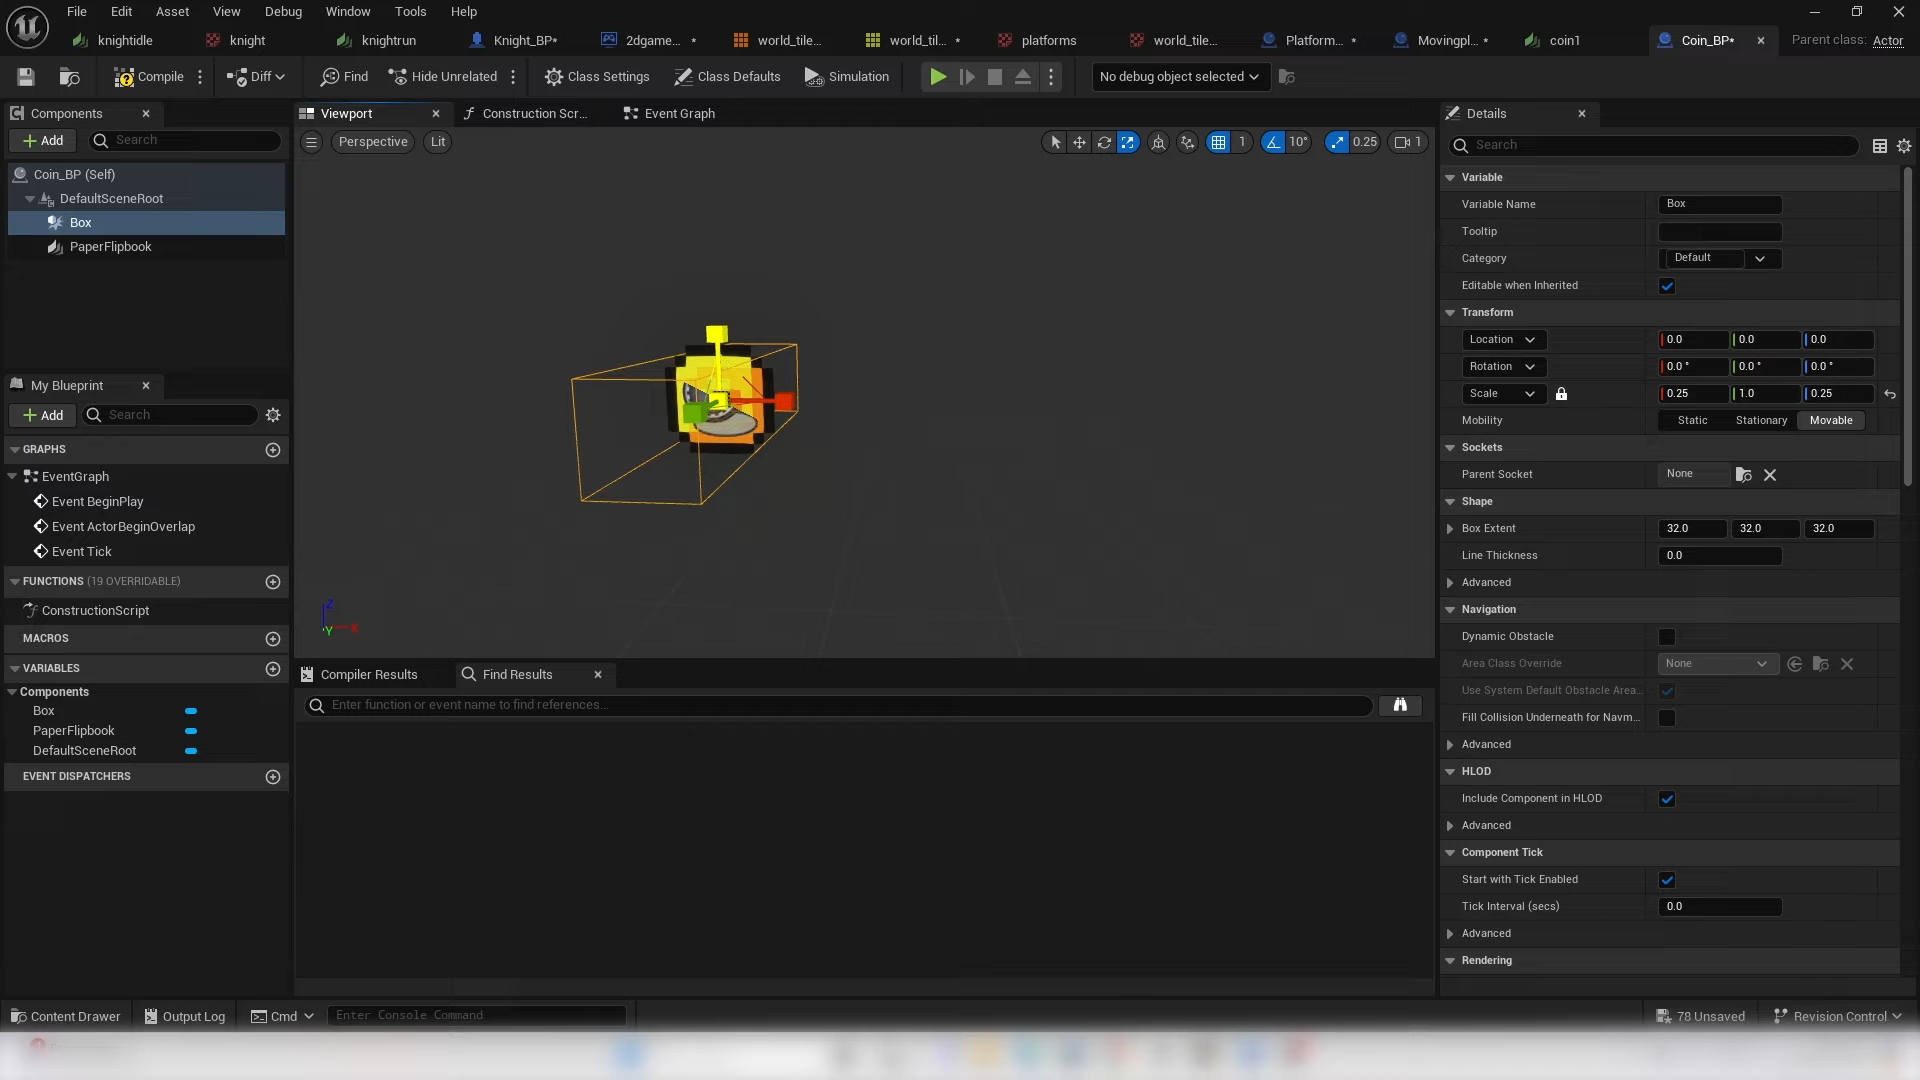 File Edit Asset View Debug Window Tools Help
knightidle knight knightrun Knight_BP* 2dgame... * world_tile... world_til... * platforms world_tile... Platform... * Movingpl... * coin1 Coin_BP* Parent class: Actor
Compile Diff Find Hide Unrelated Class Settings Class Defaults Simulation No debug object selected
Components
Add Search
Coin_BP (Self)
DefaultSceneRoot
Box
PaperFlipbook
My Blueprint
Add Search
GRAPHS
EventGraph
Event BeginPlay
Event ActorBeginOverlap
Event Tick
FUNCTIONS (19 OVERRIDABLE)
ConstructionScript
MACROS
VARIABLES
Components
Box
PaperFlipbook
DefaultSceneRoot
EVENT DISPATCHERS
Viewport Construction Scr... Event Graph
Perspective Lit 1 10° 0.25 1
Z
Y X
Compiler Results Find Results
Enter function or event name to find references...
Details
Search
Variable
Variable Name Box
Tooltip
Category Default
Editable when Inherited
Transform
Location 0.0 0.0 0.0
Rotation 0.0 ° 0.0 ° 0.0 °
Scale 0.25 1.0 0.25
Mobility Static Stationary Movable
Sockets
Parent Socket None
Shape
Box Extent 32.0 32.0 32.0
Line Thickness 0.0
Advanced
Navigation
Dynamic Obstacle
Area Class Override None
Use System Default Obstacle Area...
Fill Collision Underneath for Navm...
Advanced
HLOD
Include Component in HLOD
Advanced
Component Tick
Start with Tick Enabled
Tick Interval (secs) 0.0
Advanced
Rendering
Content Drawer Output Log Cmd Enter Console Command 78 Unsaved Revision Control